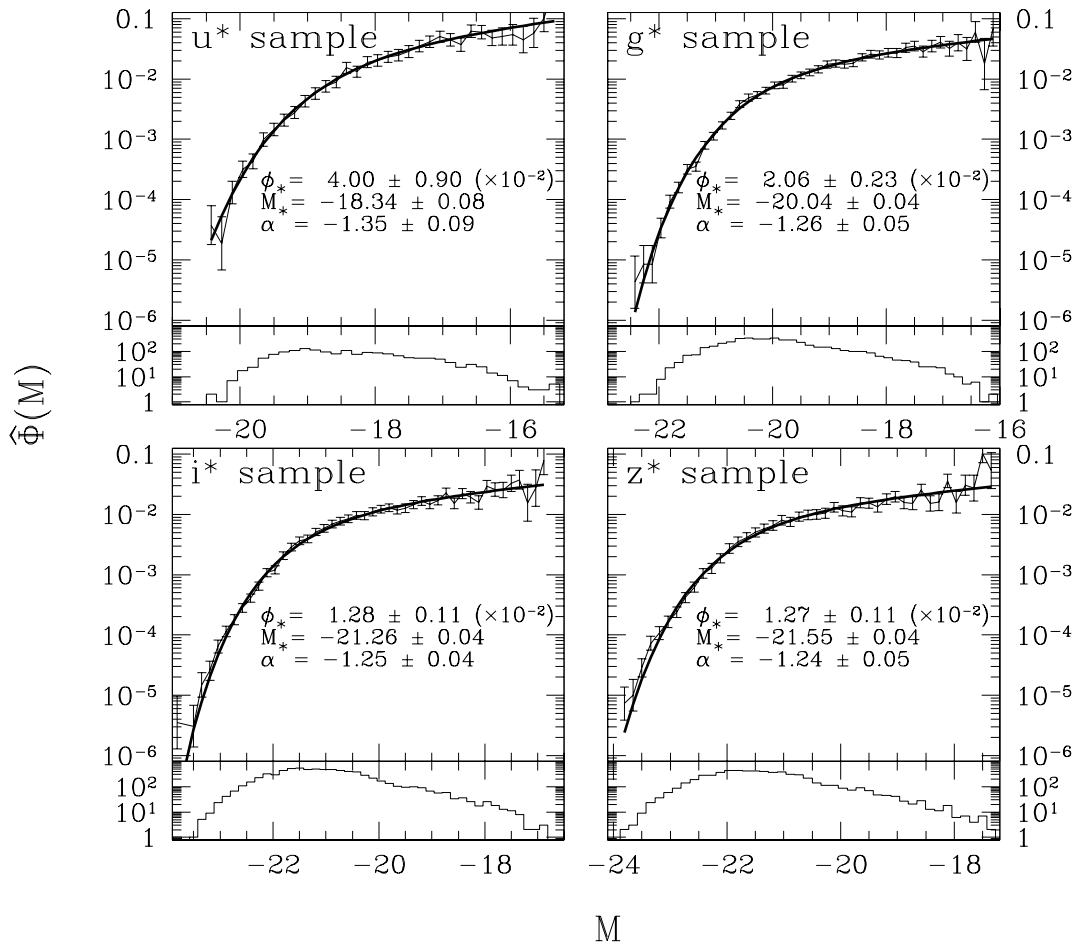 0.1 u* sample g* sample 0.1
10⁻² 10⁻²
10⁻³ 10⁻³
10⁻⁴ 10⁻⁴
10⁻⁵ 10⁻⁵
10⁻⁶ 10⁻⁶
ϕ* = 4.00 ± 0.90 (×10⁻²)
M* = −18.34 ± 0.08
α = −1.35 ± 0.09
ϕ* = 2.06 ± 0.23 (×10⁻²)
M* = −20.04 ± 0.04
α = −1.26 ± 0.05
10² 10²
10¹ 10¹
1 1
−20 −18 −16 −22 −20 −18 −16
Φ̂(M)
0.1 i* sample z* sample 0.1
10⁻² 10⁻²
10⁻³ 10⁻³
10⁻⁴ 10⁻⁴
10⁻⁵ 10⁻⁵
10⁻⁶ 10⁻⁶
ϕ* = 1.28 ± 0.11 (×10⁻²)
M* = −21.26 ± 0.04
α = −1.25 ± 0.04
ϕ* = 1.27 ± 0.11 (×10⁻²)
M* = −21.55 ± 0.04
α = −1.24 ± 0.05
10² 10²
10¹ 10¹
1 1
−22 −20 −18 −24 −22 −20 −18
M